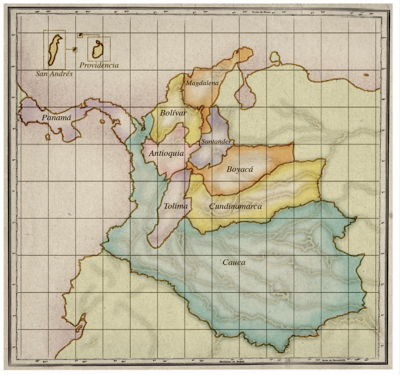 San Andrés
Providencia
Magdalena
Panamá
Bolívar
Santander
Antioquia
Boyacá
Tolima
Cundinamarca
Cauca